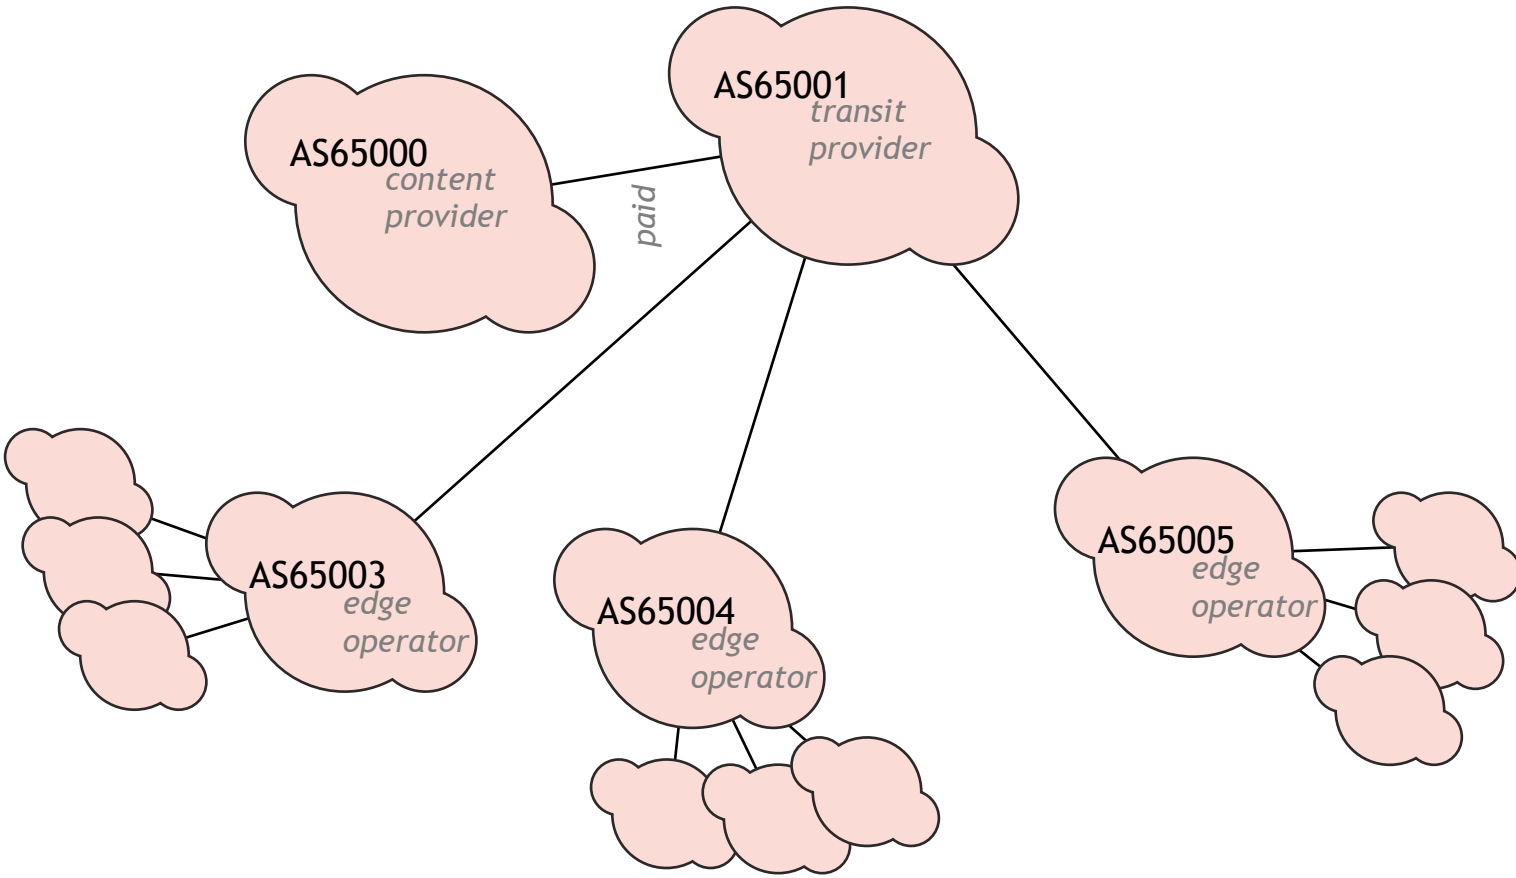 AS65001
transit
provider
AS65000
content
provider
paid
AS65003
edge
operator
AS65004
edge
operator
AS65005
edge
operator